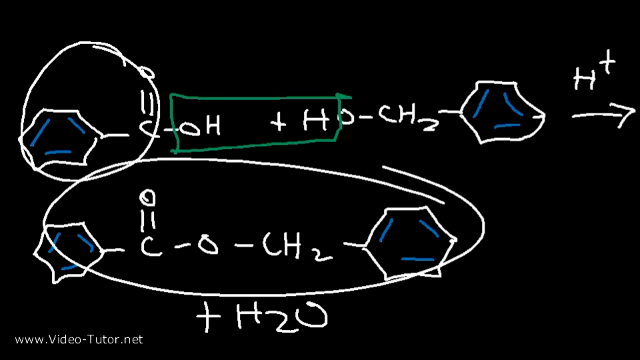 O
C-OH + HO-CH2 H+
O
C-O-CH2
+ H2O
www.Video-Tutor.net